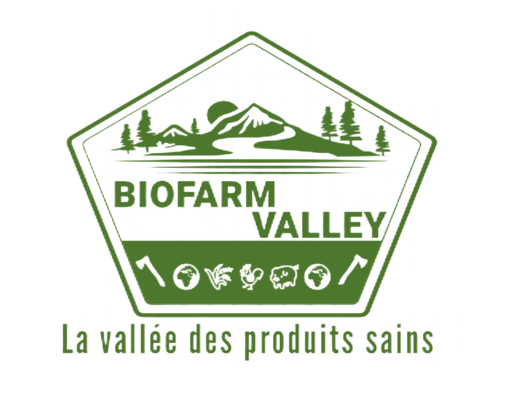 BIOFARM
VALLEY
La vallée des produits sains